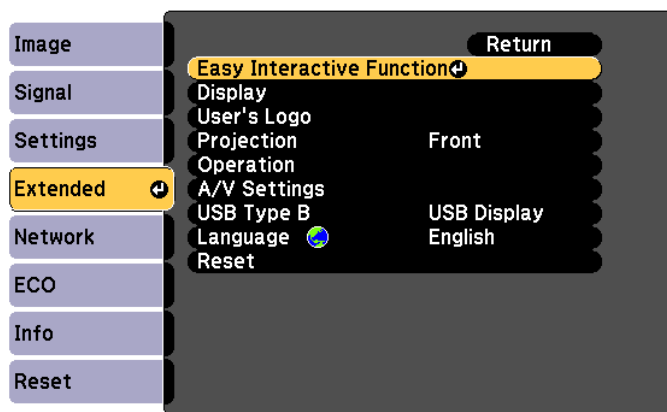 Image
Signal
Settings
Extended
Network
ECO
Info
Reset
Return
Easy Interactive Function
Display
User's Logo
Projection Front
Operation
A/V Settings
USB Type B USB Display
Language English
Reset